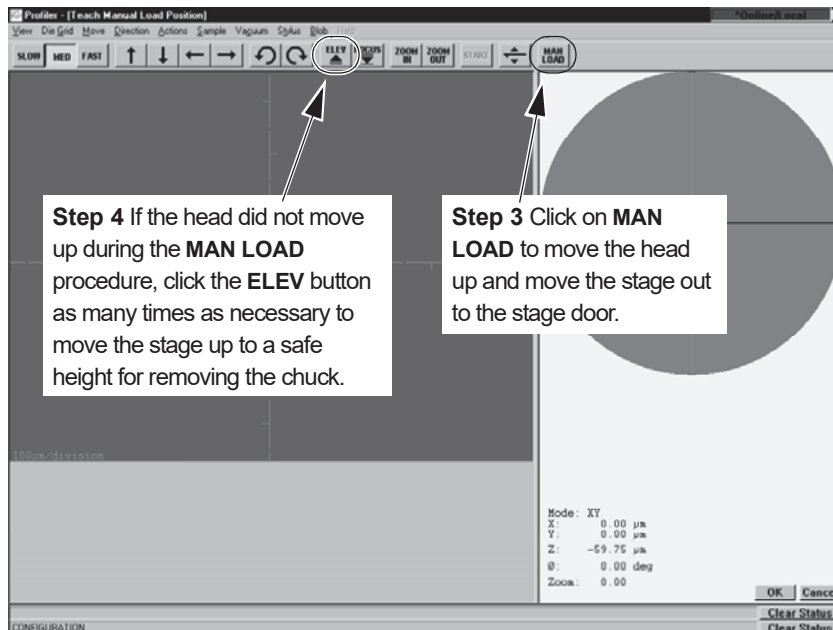 Profiler - [Teach Manual Load Position]
*Online/Local
View Die Grid Move Direction Actions Sample Vacuum Stylus Blob Help
SLOW MED FAST ELEV FOCUS ZOOM IN ZOOM OUT START MAN LOAD
Step 4 If the head did not move
up during the MAN LOAD
procedure, click the ELEV button
as many times as necessary to
move the stage up to a safe
height for removing the chuck.
Step 3 Click on MAN
LOAD to move the head
up and move the stage out
to the stage door.
100µm/division
Mode: XY
X: 0.00 µm
Y: 0.00 µm
Z: -59.75 µm
Ø: 0.00 deg
Zoom: 0.00
OK Cance
Clear Status
CONFIGURATION Clear Status